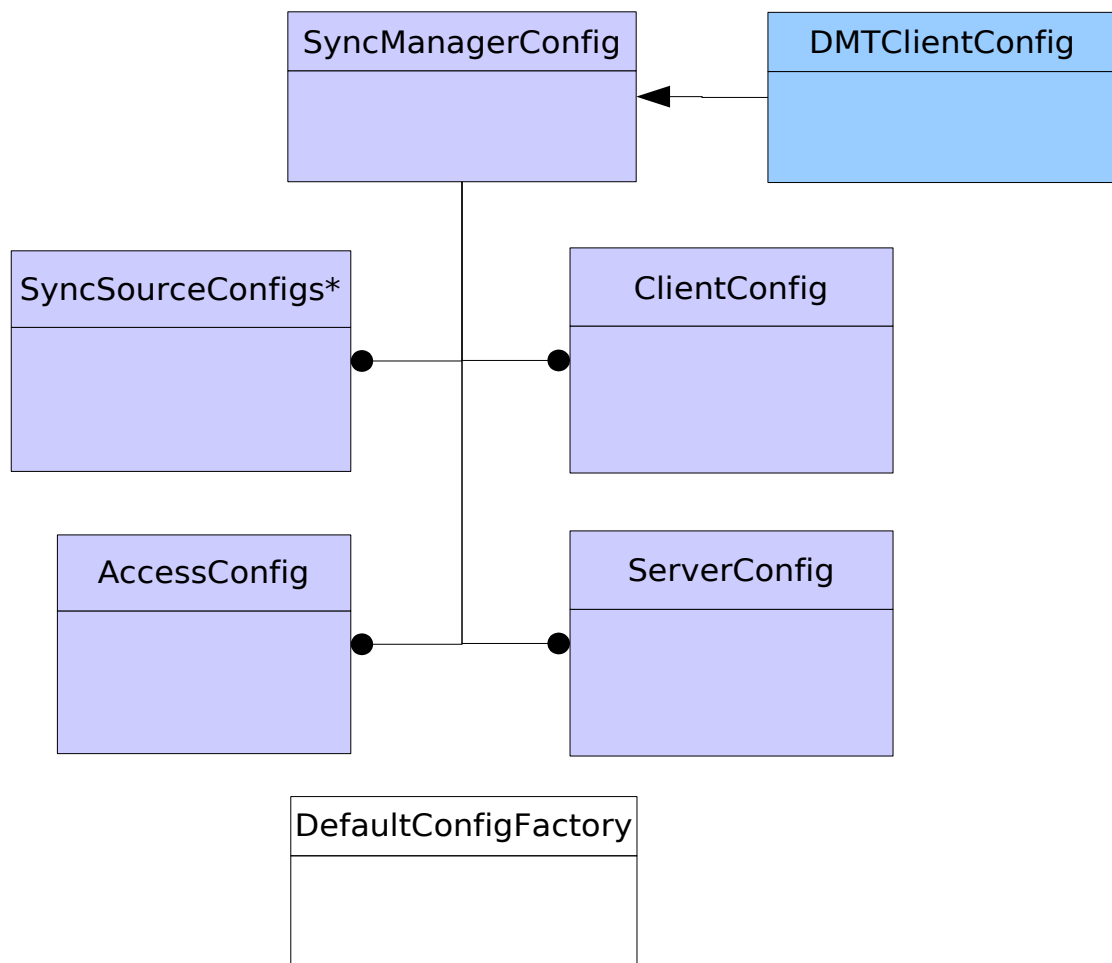 SyncManagerConfig
DMTClientConfig
SyncSourceConfigs*
ClientConfig
AccessConfig
ServerConfig
DefaultConfigFactory